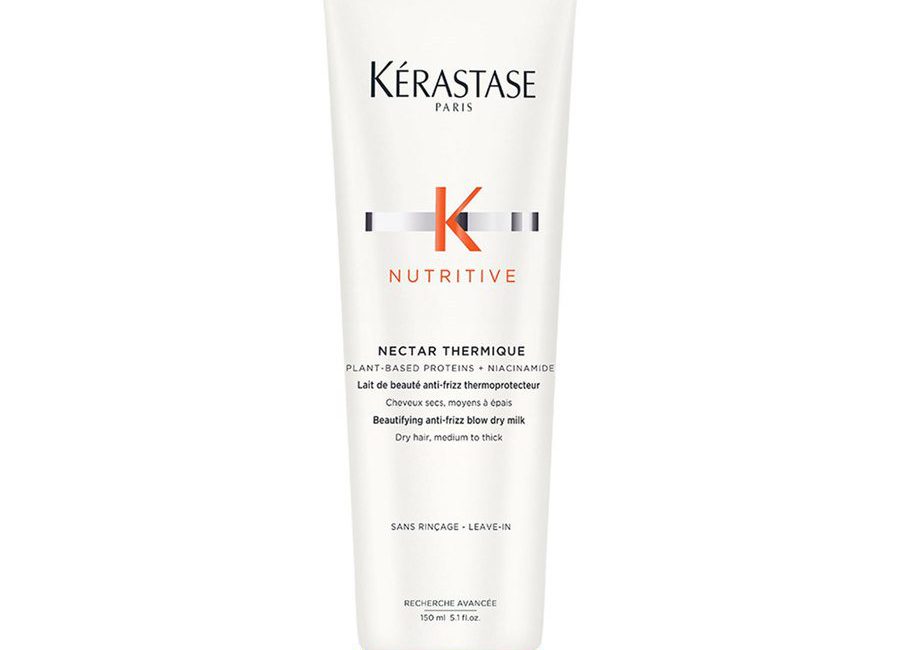 KÉRASTASE
PARIS
K
NUTRITIVE
NECTAR THERMIQUE
PLANT-BASED PROTEINS + NIACINAMIDE
Lait de beauté anti-frizz thermoprotecteur
Cheveux secs, moyens à épais
Beautifying anti-frizz blow dry milk
Dry hair, medium to thick
SANS RINÇAGE - LEAVE-IN
RECHERCHE AVANCÉE
150 ml 5.1 fl.oz.